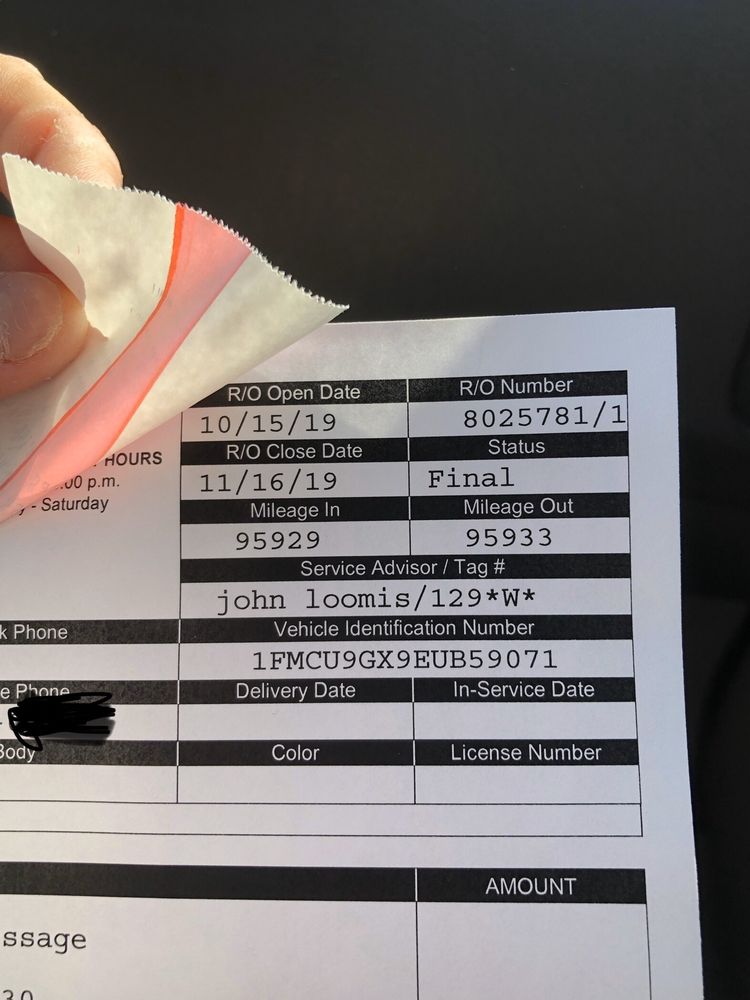 R/O Open Date R/O Number
10/15/19 8025781/1
R/O Close Date Status
HOURS
11/16/19 Final
.00 p.m.
- Saturday
Mileage In Mileage Out
95929 95933
Service Advisor / Tag #
john loomis/129*W*
k Phone Vehicle Identification Number
1FMCU9GX9EUB59071
e Phone Delivery Date In-Service Date
Body Color License Number
AMOUNT
ssage